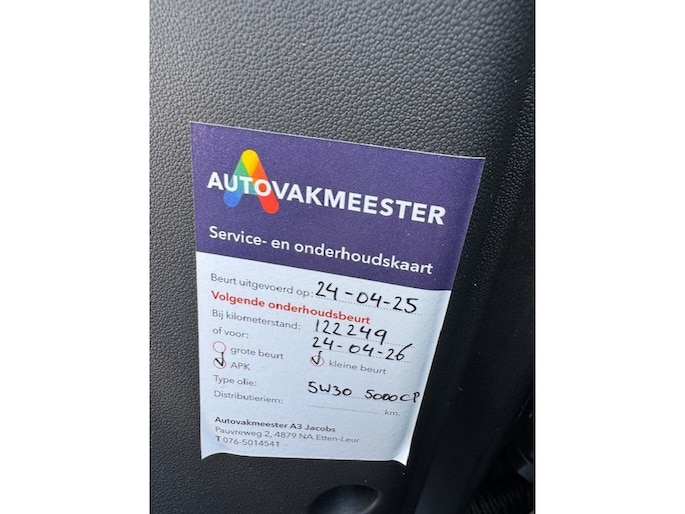 AUTOVAKMEESTER
Service- en onderhoudskaart
Beurt uitgevoerd op: 24-04-25
Volgende onderhoudsbeurt
Bij kilometerstand: 122249
of voor: 24-04-26
grote beurt kleine beurt
APK
Type olie: 5W30 5000CP
Distributieriem: km.
Autovakmeester A3 Jacobs
Pauvreweg 2, 4879 NA Etten-Leur
T 076-5014541